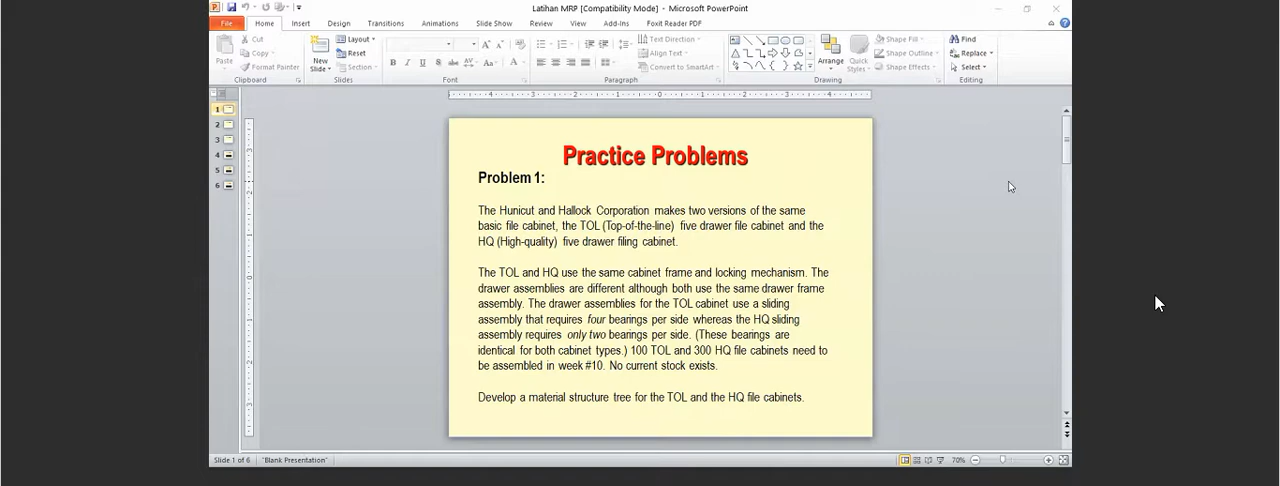 Latihan MRP [Compatibility Mode] - Microsoft PowerPoint
File Home Insert Design Transitions Animations Slide Show Review View Add-Ins Foxit Reader PDF
Cut
Copy
Format Painter
Paste
Clipboard
New Slide
Layout
Reset
Section
Slides
Font
Text Direction
Align Text
Convert to SmartArt
Paragraph
Arrange
Quick Styles
Shape Fill
Shape Outline
Shape Effects
Drawing
Find
Replace
Select
Editing
1
2
3
4
5
6
Practice Problems
Problem 1:
The Hunicut and Hallock Corporation makes two versions of the same
basic file cabinet, the TOL (Top-of-the-line) five drawer file cabinet and the
HQ (High-quality) five drawer filing cabinet.
The TOL and HQ use the same cabinet frame and locking mechanism. The
drawer assemblies are different although both use the same drawer frame
assembly. The drawer assemblies for the TOL cabinet use a sliding
assembly that requires four bearings per side whereas the HQ sliding
assembly requires only two bearings per side. (These bearings are
identical for both cabinet types.) 100 TOL and 300 HQ file cabinets need to
be assembled in week #10. No current stock exists.
Develop a material structure tree for the TOL and the HQ file cabinets.
Slide 1 of 6 "Blank Presentation" 70%